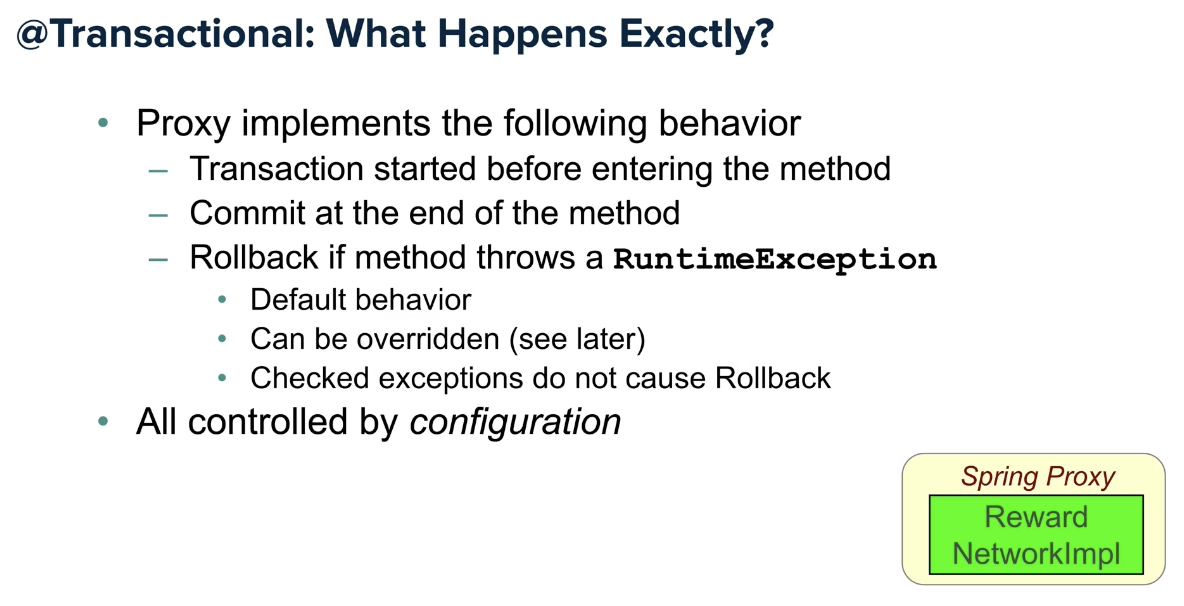 @Transactional: What Happens Exactly?
• Proxy implements the following behavior
– Transaction started before entering the method
– Commit at the end of the method
– Rollback if method throws a RuntimeException
• Default behavior
• Can be overridden (see later)
• Checked exceptions do not cause Rollback
• All controlled by configuration
Spring Proxy
Reward
NetworkImpl